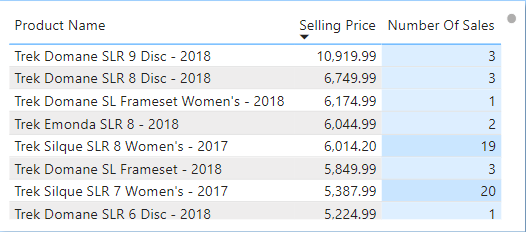 Product Name Selling Price Number Of Sales
Trek Domane SLR 9 Disc - 2018 10,919.99 3
Trek Domane SLR 8 Disc - 2018 6,749.99 3
Trek Domane SL Frameset Women's - 2018 6,174.99 1
Trek Emonda SLR 8 - 2018 6,044.99 2
Trek Silque SLR 8 Women's - 2017 6,014.20 19
Trek Domane SL Frameset - 2018 5,849.99 3
Trek Silque SLR 7 Women's - 2017 5,387.99 20
Trek Domane SLR 6 Disc - 2018 5,224.99 1